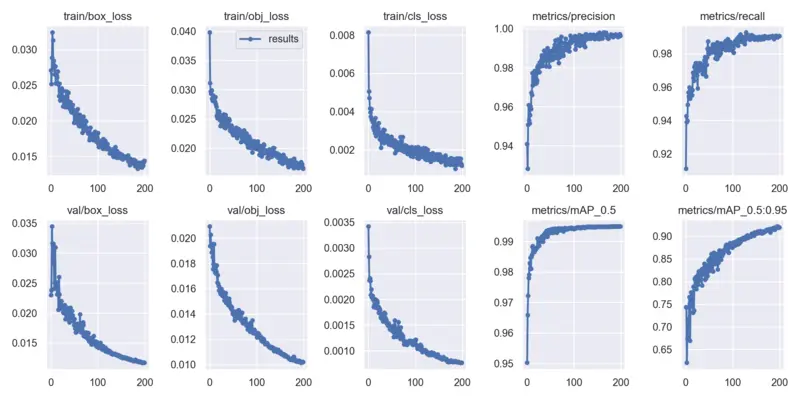 train/box_loss
train/obj_loss
train/cls_loss
metrics/precision
metrics/recall
0.030
0.025
0.020
0.015
0 100 200
results
0.040
0.035
0.030
0.025
0.020
0 100 200
0.008
0.006
0.004
0.002
0 100 200
1.00
0.98
0.96
0.94
0 100 200
0.98
0.96
0.94
0.92
0 100 200
val/box_loss
val/obj_loss
val/cls_loss
metrics/mAP_0.5
metrics/mAP_0.5:0.95
0.035
0.030
0.025
0.020
0.015
0 100 200
0.020
0.018
0.016
0.014
0.012
0.010
0 100 200
0.0035
0.0030
0.0025
0.0020
0.0015
0.0010
0 100 200
0.99
0.98
0.97
0.96
0.95
0 100 200
0.90
0.85
0.80
0.75
0.70
0.65
0 100 200